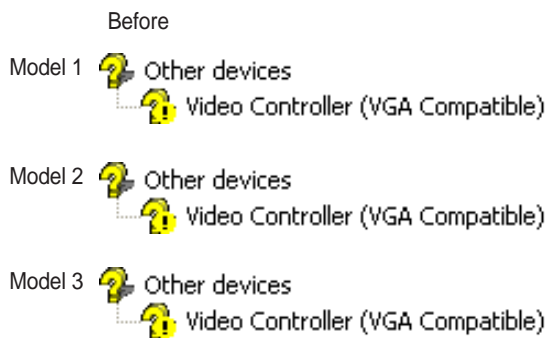 Before
Model 1 Other devices
Video Controller (VGA Compatible)
Model 2 Other devices
Video Controller (VGA Compatible)
Model 3 Other devices
Video Controller (VGA Compatible)